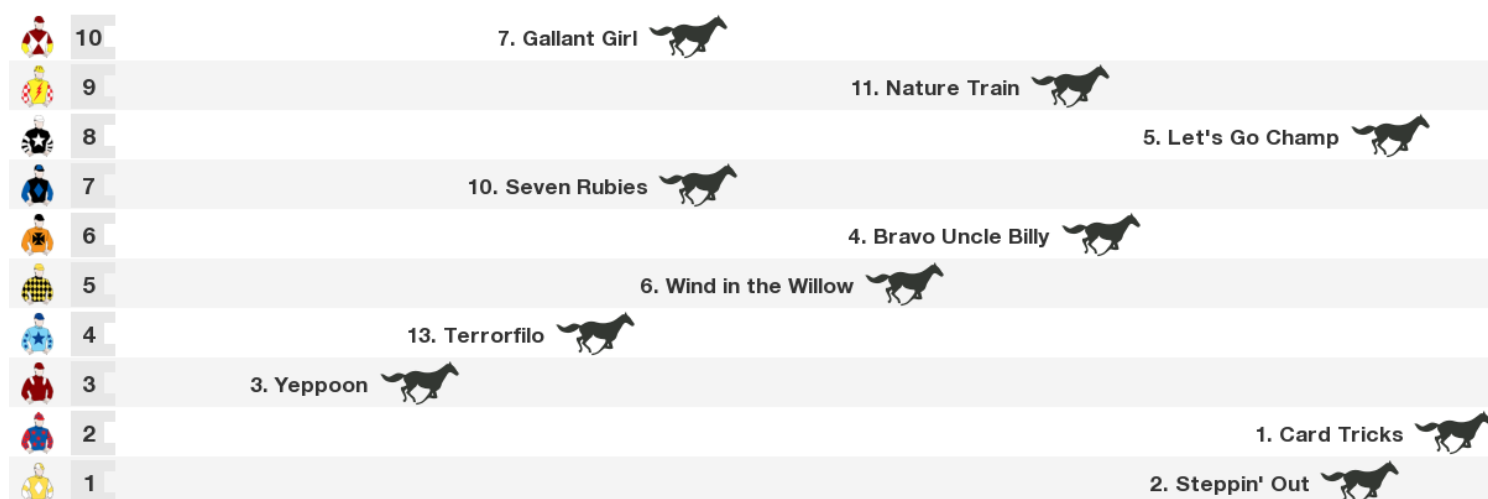 10 7. Gallant Girl
9 11. Nature Train
8 5. Let's Go Champ
7 10. Seven Rubies
6 4. Bravo Uncle Billy
5 6. Wind in the Willow
4 13. Terrorfilo
3 3. Yeppoon
2 1. Card Tricks
1 2. Steppin' Out